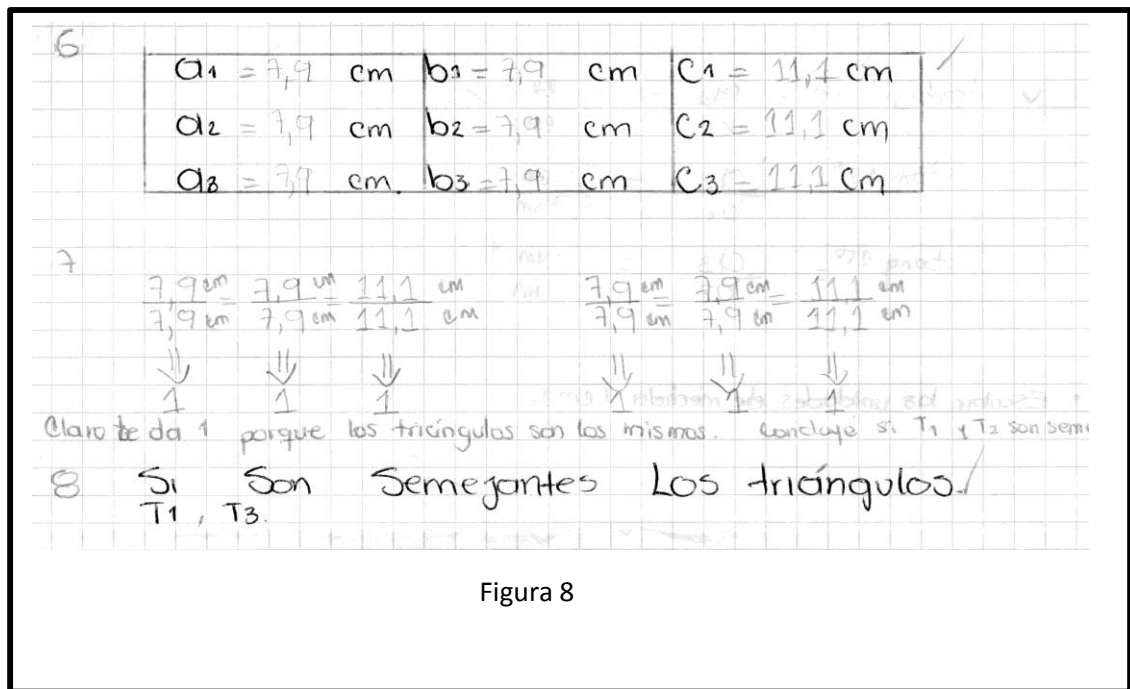 6
a1 = 7,9 cm b1 = 7,9 cm C1 = 11,1 cm
a2 = 7,9 cm b2 = 7,9 cm C2 = 11,1 cm
a3 = 7,9 cm. b3 = 7,9 cm C3 = 11,1 cm
7
7,9 cm = 7,9 cm = 11,1 cm 7,9 cm = 7,9 cm = 11,1 cm
7,9 cm 7,9 cm 11,1 cm 7,9 cm 7,9 cm 11,1 cm
⇓ ⇓ ⇓ ⇓ ⇓ ⇓
1 1 1 1 1 1
Claro te da 1 porque los triángulos son los mismos. concluye si T1 y T2 son semi
8 Si Son Semejantes Los triángulos.
T1, T3.
Figura 8